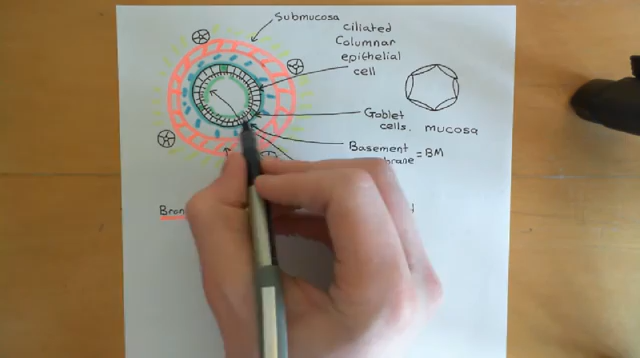 Submucosa
ciliated
Columnar
epithelial
cell
Goblet
cells. mucosa
Basement
= BM